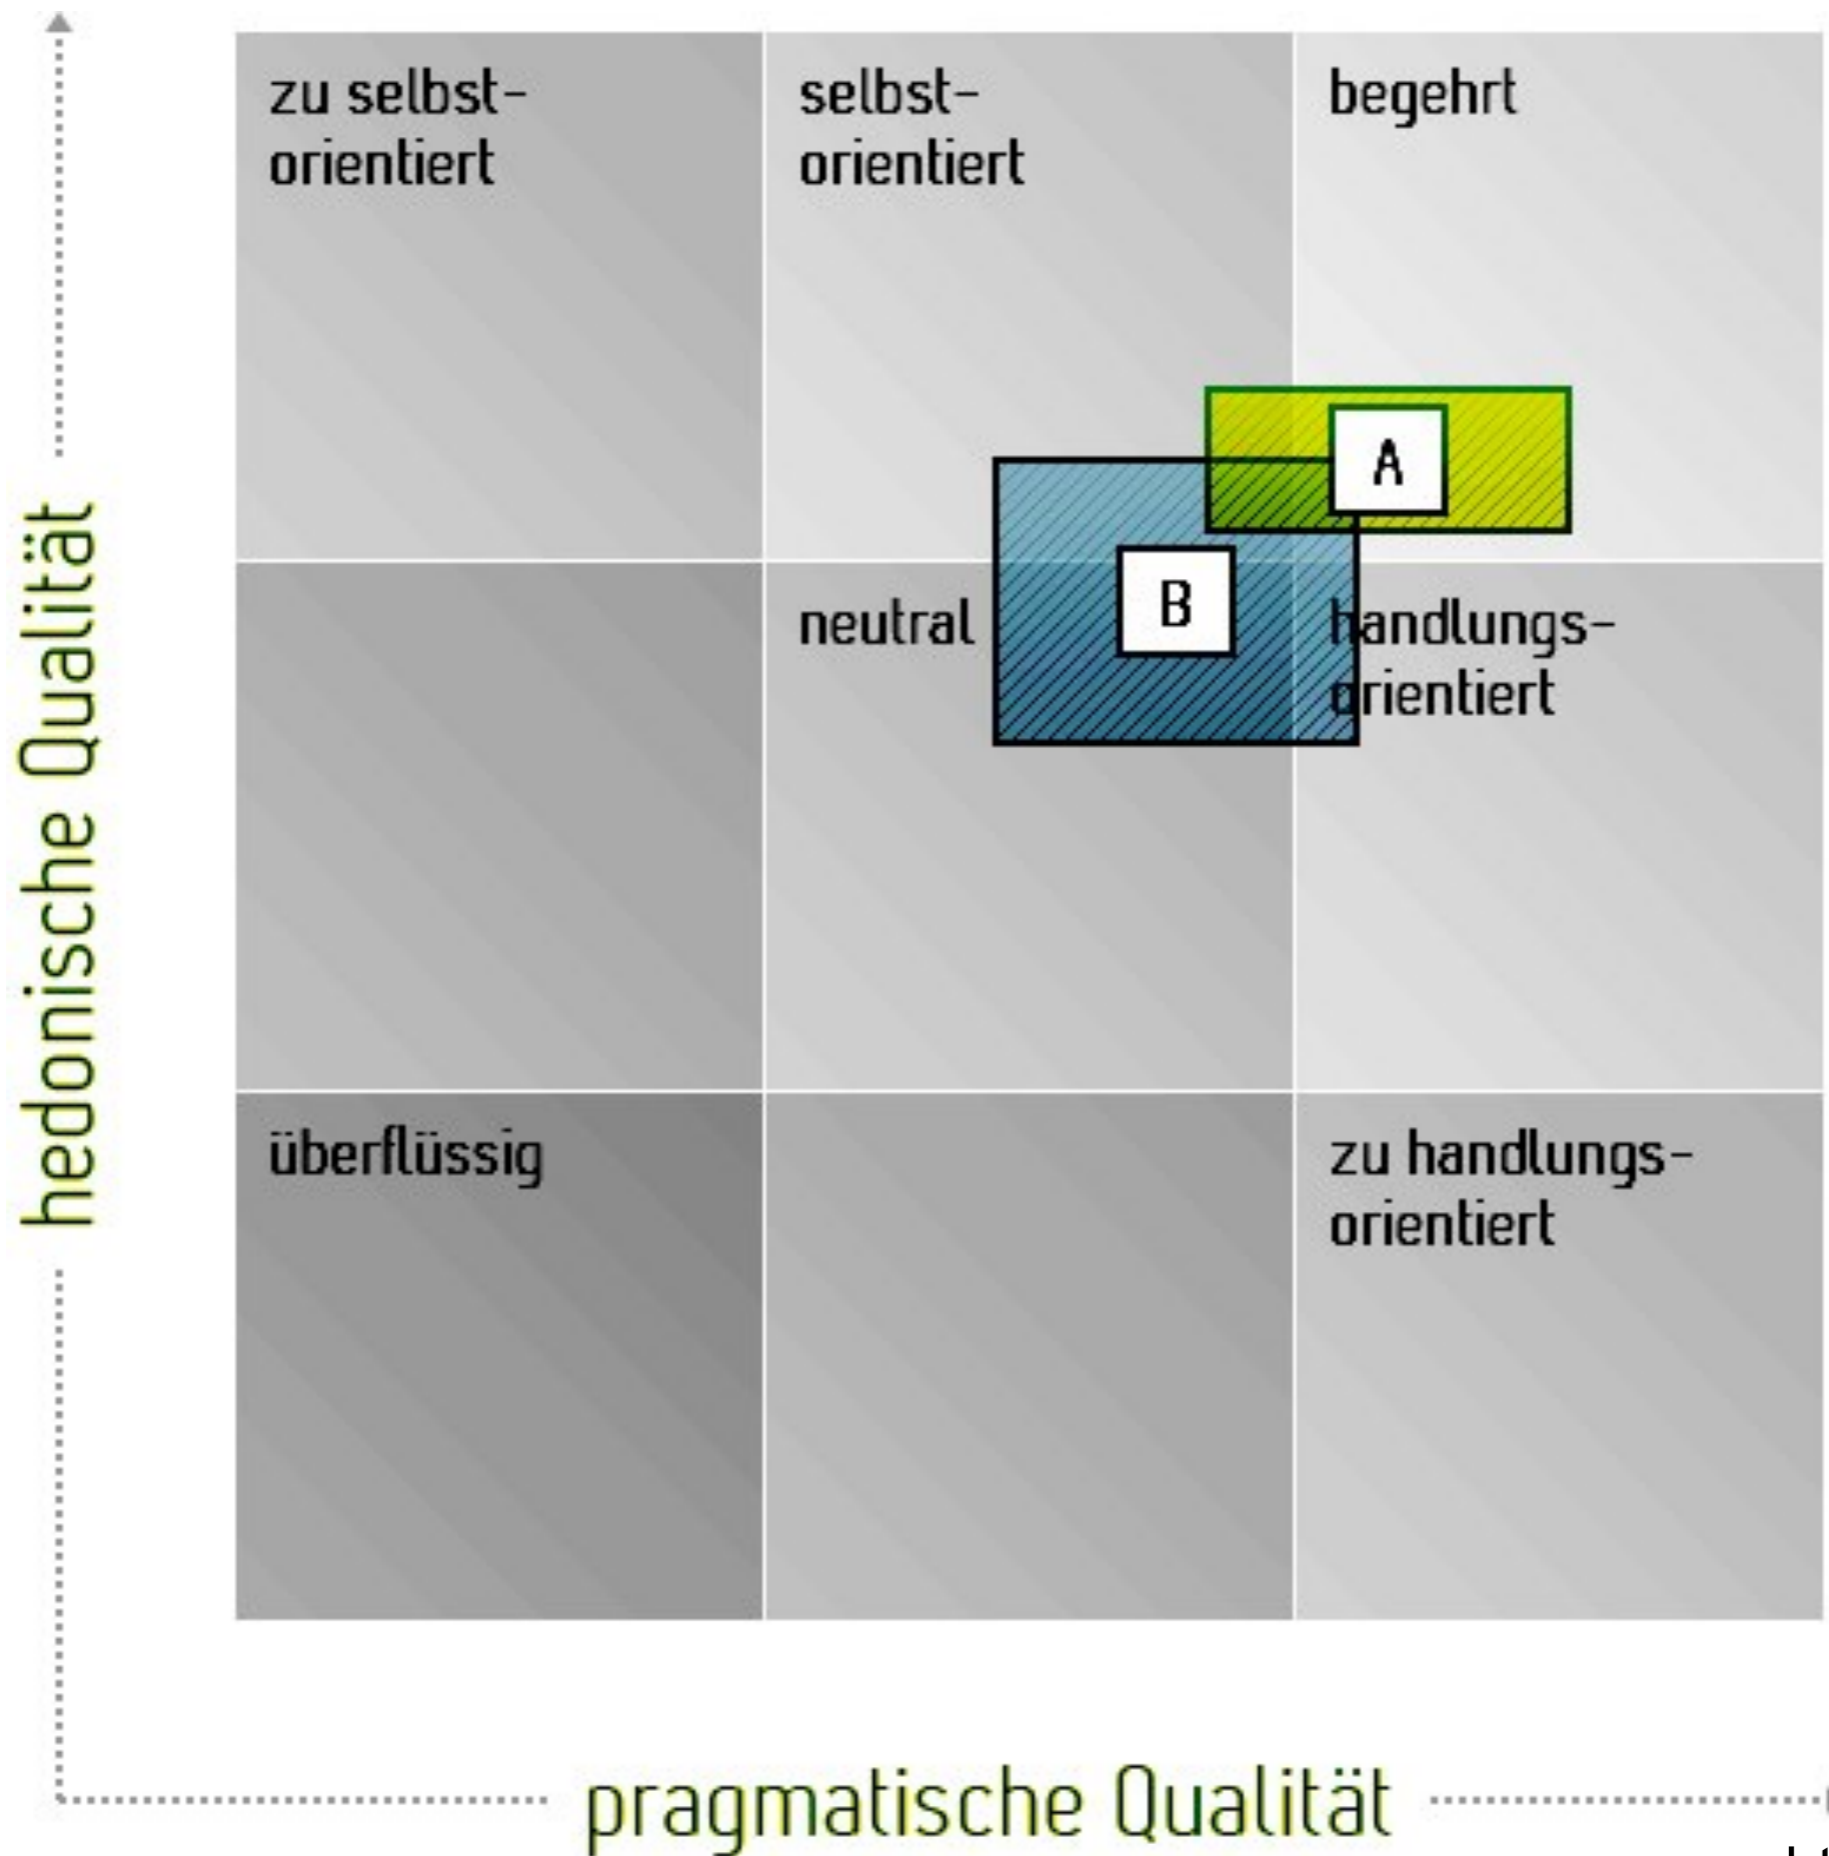 zu selbst-
orientiert
selbst-
orientiert
begehrt
A
B
neutral
handlungs-
orientiert
überflüssig
zu handlungs-
orientiert
hedonische Qualität
pragmatische Qualität